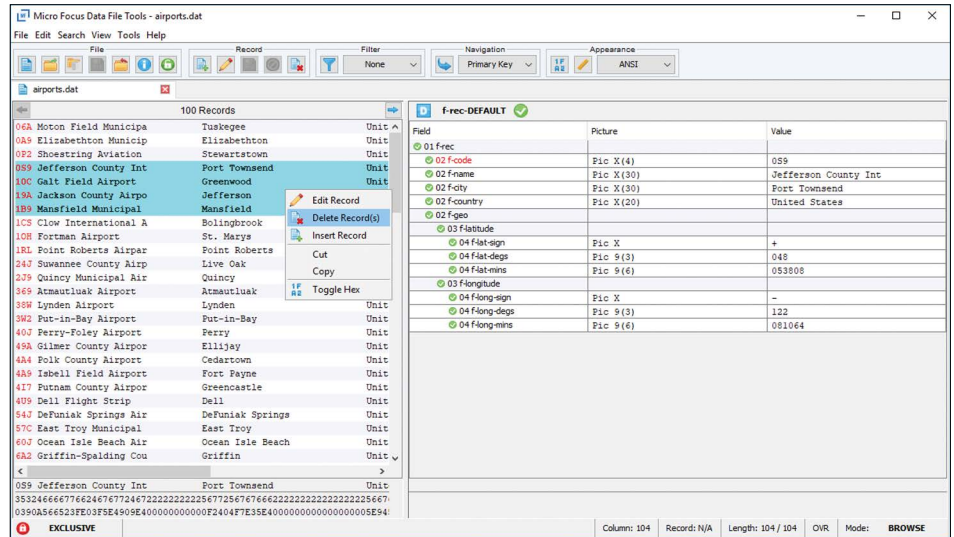 Micro Focus Data File Tools - airports.dat
File Edit Search View Tools Help
File Record Filter Navigation Appearance
None Primary Key 1F A2 ANSI
airports.dat
100 Records
06A Moton Field Municipa Tuskegee Unit
0A9 Elizabethton Municip Elizabethton Unit
0P2 Shoestring Aviation Stewartstown Unit
0S9 Jefferson County Int Port Townsend Unit
10C Galt Field Airport Greenwood Unit
19A Jackson County Airpo Jefferson
1B9 Mansfield Municipal Mansfield
1CS Clow International A Bolingbrook
1OH Fortman Airport St. Marys
1RL Point Roberts Airpar Point Roberts
24J Suwannee County Airp Live Oak
2J9 Quincy Municipal Air Quincy
369 Atmautluak Airport Atmautluak
38W Lynden Airport Lynden Unit
3W2 Put-in-Bay Airport Put-in-Bay Unit
40J Perry-Foley Airport Perry Unit
49A Gilmer County Airpor Ellijay Unit
4A4 Polk County Airport Cedartown Unit
4A9 Isbell Field Airport Fort Payne Unit
4I7 Putnam County Airpor Greencastle Unit
4U9 Dell Flight Strip Dell Unit
54J DeFuniak Springs Air DeFuniak Springs Unit
57C East Troy Municipal East Troy Unit
60J Ocean Isle Beach Air Ocean Isle Beach Unit
6A2 Griffin-Spalding Cou Griffin Unit
0S9 Jefferson County Int Port Townsend Unit
Edit Record
Delete Record(s)
Insert Record
Cut
Copy
1F A2 Toggle Hex
D f-rec-DEFAULT
Field Picture Value
01 f-rec
02 f-code Pic X(4) 0S9
02 f-name Pic X(30) Jefferson County Int
02 f-city Pic X(30) Port Townsend
02 f-country Pic X(20) United States
02 f-geo
03 f-latitude
04 f-lat-sign Pic X +
04 f-lat-degs Pic 9(3) 048
04 f-lat-mins Pic 9(6) 053808
03 f-longitude
04 f-long-sign Pic X -
04 f-long-degs Pic 9(3) 122
04 f-long-mins Pic 9(6) 081064
EXCLUSIVE Column: 104 Record: N/A Length: 104 / 104 OVR Mode: BROWSE